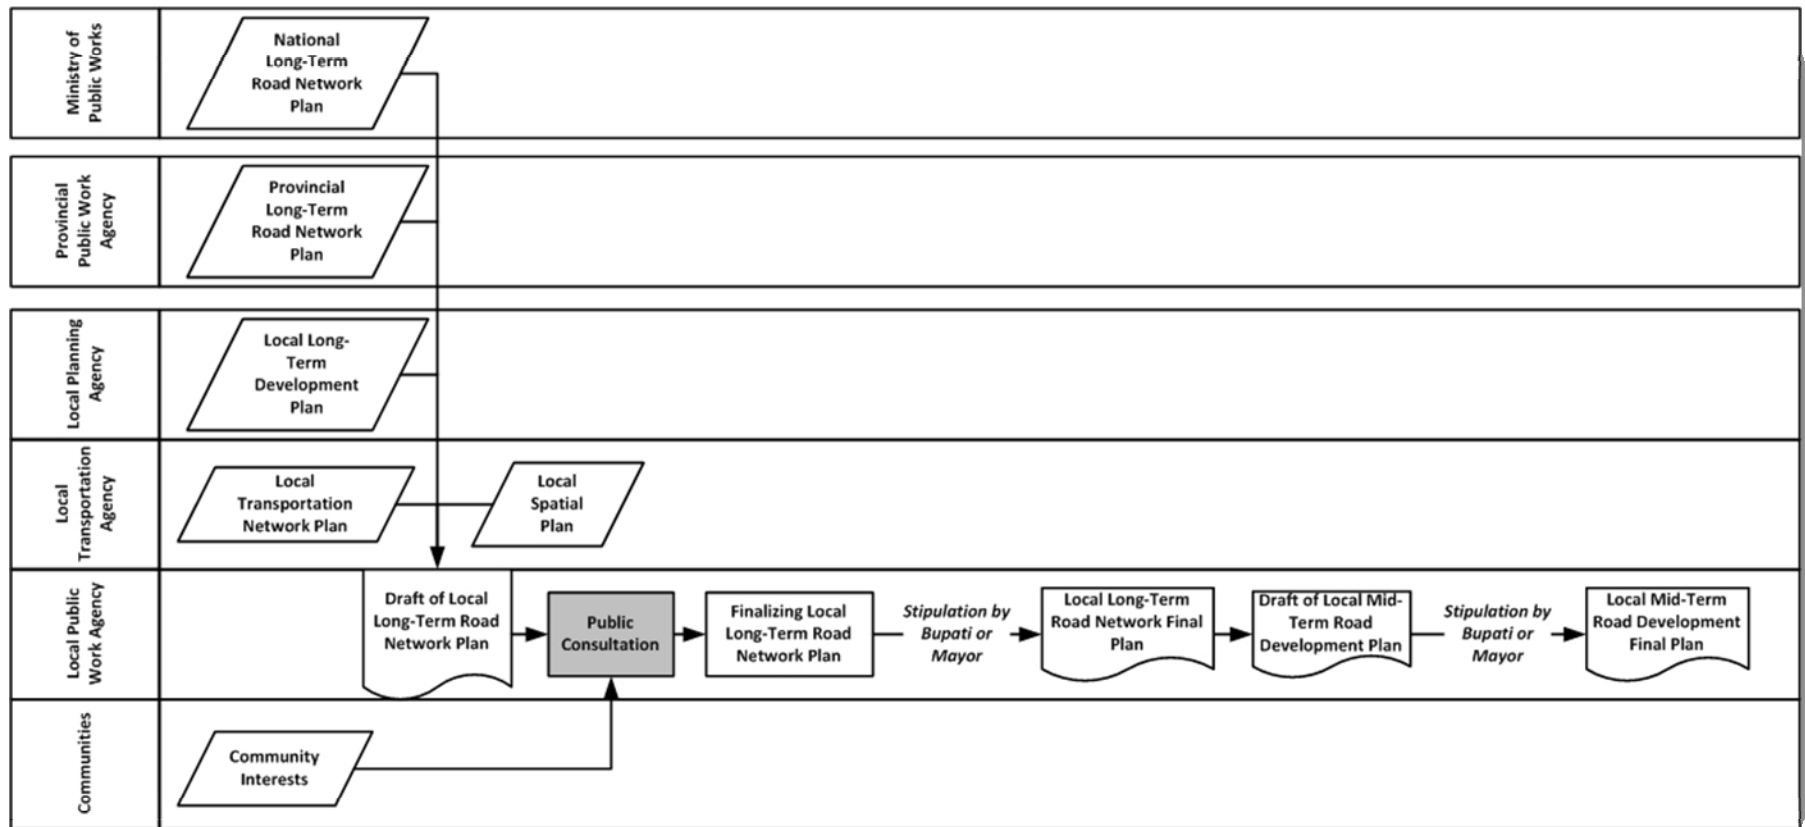 Ministry of
Public Works
National
Long-Term
Road Network
Plan
Provincial
Public Work
Agency
Provincial
Long-Term
Road Network
Plan
Local Planning
Agency
Local Long-
Term
Development
Plan
Local
Transportation
Agency
Local
Transportation
Network Plan
Local
Spatial
Plan
Local Public
Work Agency
Draft of Local
Long-Term Road
Network Plan
Public
Consultation
Finalizing Local
Long-Term Road
Network Plan
Stipulation by
Bupati or
Mayor
Local Long-Term
Road Network Final
Plan
Draft of Local Mid-
Term Road
Development Plan
Stipulation by
Bupati or
Mayor
Local Mid-Term
Road Development
Final Plan
Communities
Community
Interests